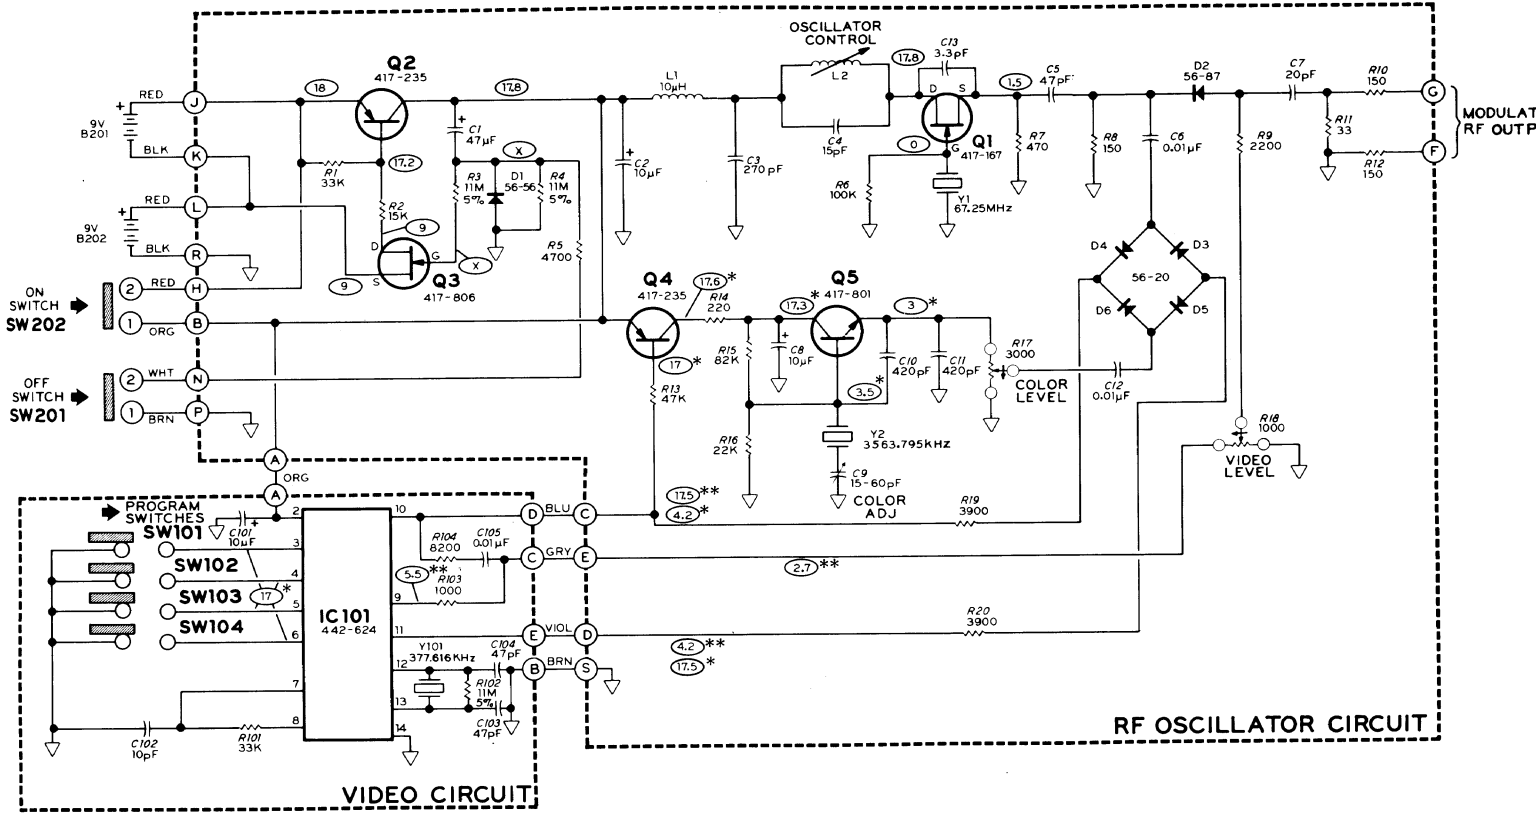 OSCILLATOR
CONTROL
L2
C4
15pF
17.8
C13
3.3pF
D
S
G
Q1
417-167
0
1.5
C5
47pF
D2
56-87
C7
20pF
R10
150
G
MODULAT
RF OUTP
F
R11
33
R12
150
R7
470
R8
150
C6
0.01µF
R9
2200
R6
100K
Y1
67.25MHz
Q2
417-235
18
17.8
L1
10µH
RED
J
9V
B201
BLK
K
R1
33K
17.2
C1
47µF
X
R3
11M
5%
D1
56-56
R4
11M
5%
C2
10µF
C3
270pF
RED
L
9V
B202
BLK
R
R2
15K
9
D
G
S
X
Q3
417-806
9
R5
4700
ON
SWITCH
SW202
2
RED
H
1
ORG
B
OFF
SWITCH
SW201
2
WHT
N
1
BRN
P
Q4
417-235
17.6*
R14
220
17*
R13
47K
R15
82K
R16
22K
C8
10µF
17.3*
Q5
417-801
3*
3.5*
C10
420pF
C11
420pF
R17
3000
COLOR
LEVEL
C12
0.01µF
D4
D3
56-20
D6
D5
Y2
3563.795KHz
C9
15-60pF
COLOR
ADJ
R18
1000
VIDEO
LEVEL
A
ORG
A
PROGRAM
SWITCHES
SW101
SW102
SW103
SW104
C101
10µF
17*
2
3
4
5
6
7
8
IC101
442-624
10
9
11
12
13
14
R104
8200
C105
0.01µF
5.5**
R103
1000
Y101
377.616KHz
R102
11M
5%
C104
47pF
C103
47pF
D
BLU
C
C
GRY
E
E
VIOL
D
B
BRN
S
17.5**
4.2*
R19
3900
2.7**
R20
3900
4.2**
17.5*
C102
10pF
R101
33K
RF OSCILLATOR CIRCUIT
VIDEO CIRCUIT